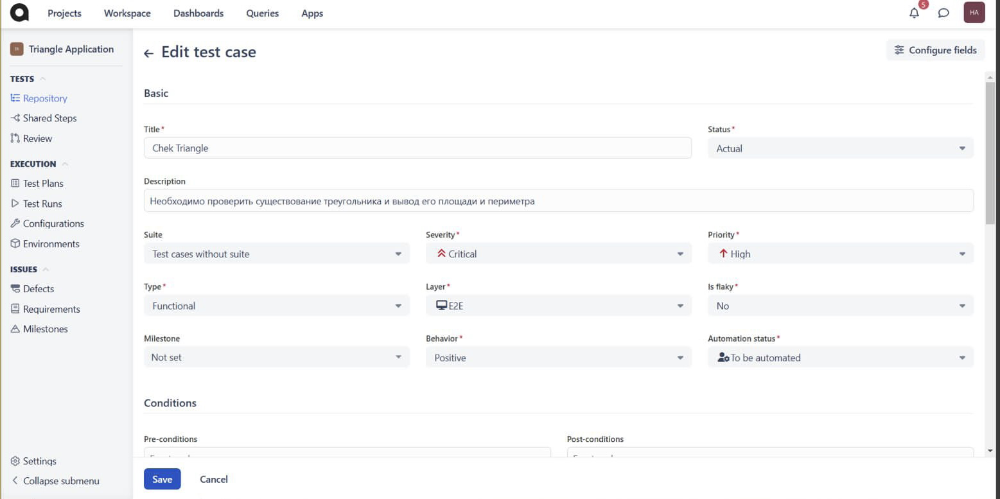 Projects Workspace Dashboards Queries Apps 5 HA
TA Triangle Application
TESTS
Repository
Shared Steps
Review
EXECUTION
Test Plans
Test Runs
Configurations
Environments
ISSUES
Defects
Requirements
Milestones
Settings
Collapse submenu
Edit test case
Configure fields
Basic
Title* Status*
Chek Triangle Actual
Description
Необходимо проверить существование треугольника и вывод его площади и периметра
Suite Severity* Priority*
Test cases without suite Critical High
Type* Layer* Is flaky*
Functional E2E No
Milestone Behavior* Automation status*
Not set Positive To be automated
Conditions
Pre-conditions Post-conditions
Save Cancel